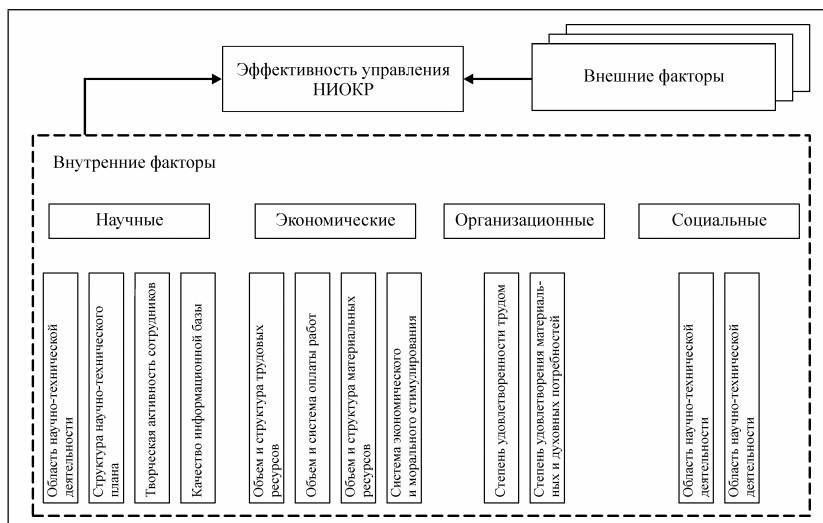 Эффективность управления
НИОКР
Внешние факторы
Внутренние факторы
Научные
Экономические
Организационные
Социальные
Область научно-технической
деятельности
Структура научно-технического
плана
Творческая активность сотрудников
Качество информационной базы
Объем и структура трудовых
ресурсов
Объем и система оплаты работ
Объем и структура материальных
ресурсов
Система экономического
и морального стимулирования
Степень удовлетворенности трудом
Степень удовлетворения материаль-
ных и духовных потребностей
Область научно-технической
деятельности
Область научно-технической
деятельности